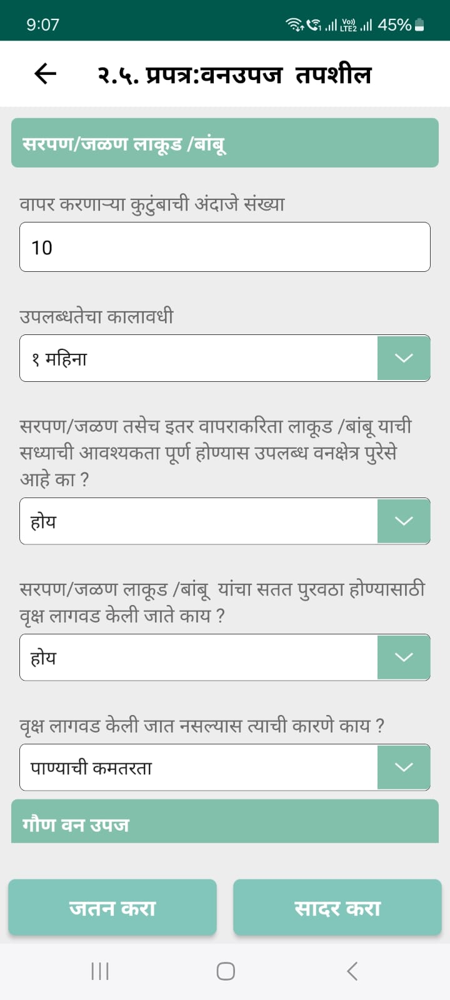 9:07
Vo)) LTE2 45%
२.५. प्रपत्र:वनउपज तपशील
सरपण/जळण लाकूड /बांबू
वापर करणाऱ्या कुटुंबाची अंदाजे संख्या
10
उपलब्धतेचा कालावधी
१ महिना
सरपण/जळण तसेच इतर वापराकरिता लाकूड /बांबू याची
सध्याची आवश्यकता पूर्ण होण्यास उपलब्ध वनक्षेत्र पुरेसे
आहे का ?
होय
सरपण/जळण लाकूड /बांबू यांचा सतत पुरवठा होण्यासाठी
वृक्ष लागवड केली जाते काय ?
होय
वृक्ष लागवड केली जात नसल्यास त्याची कारणे काय ?
पाण्याची कमतरता
गौण वन उपज
जतन करा
सादर करा